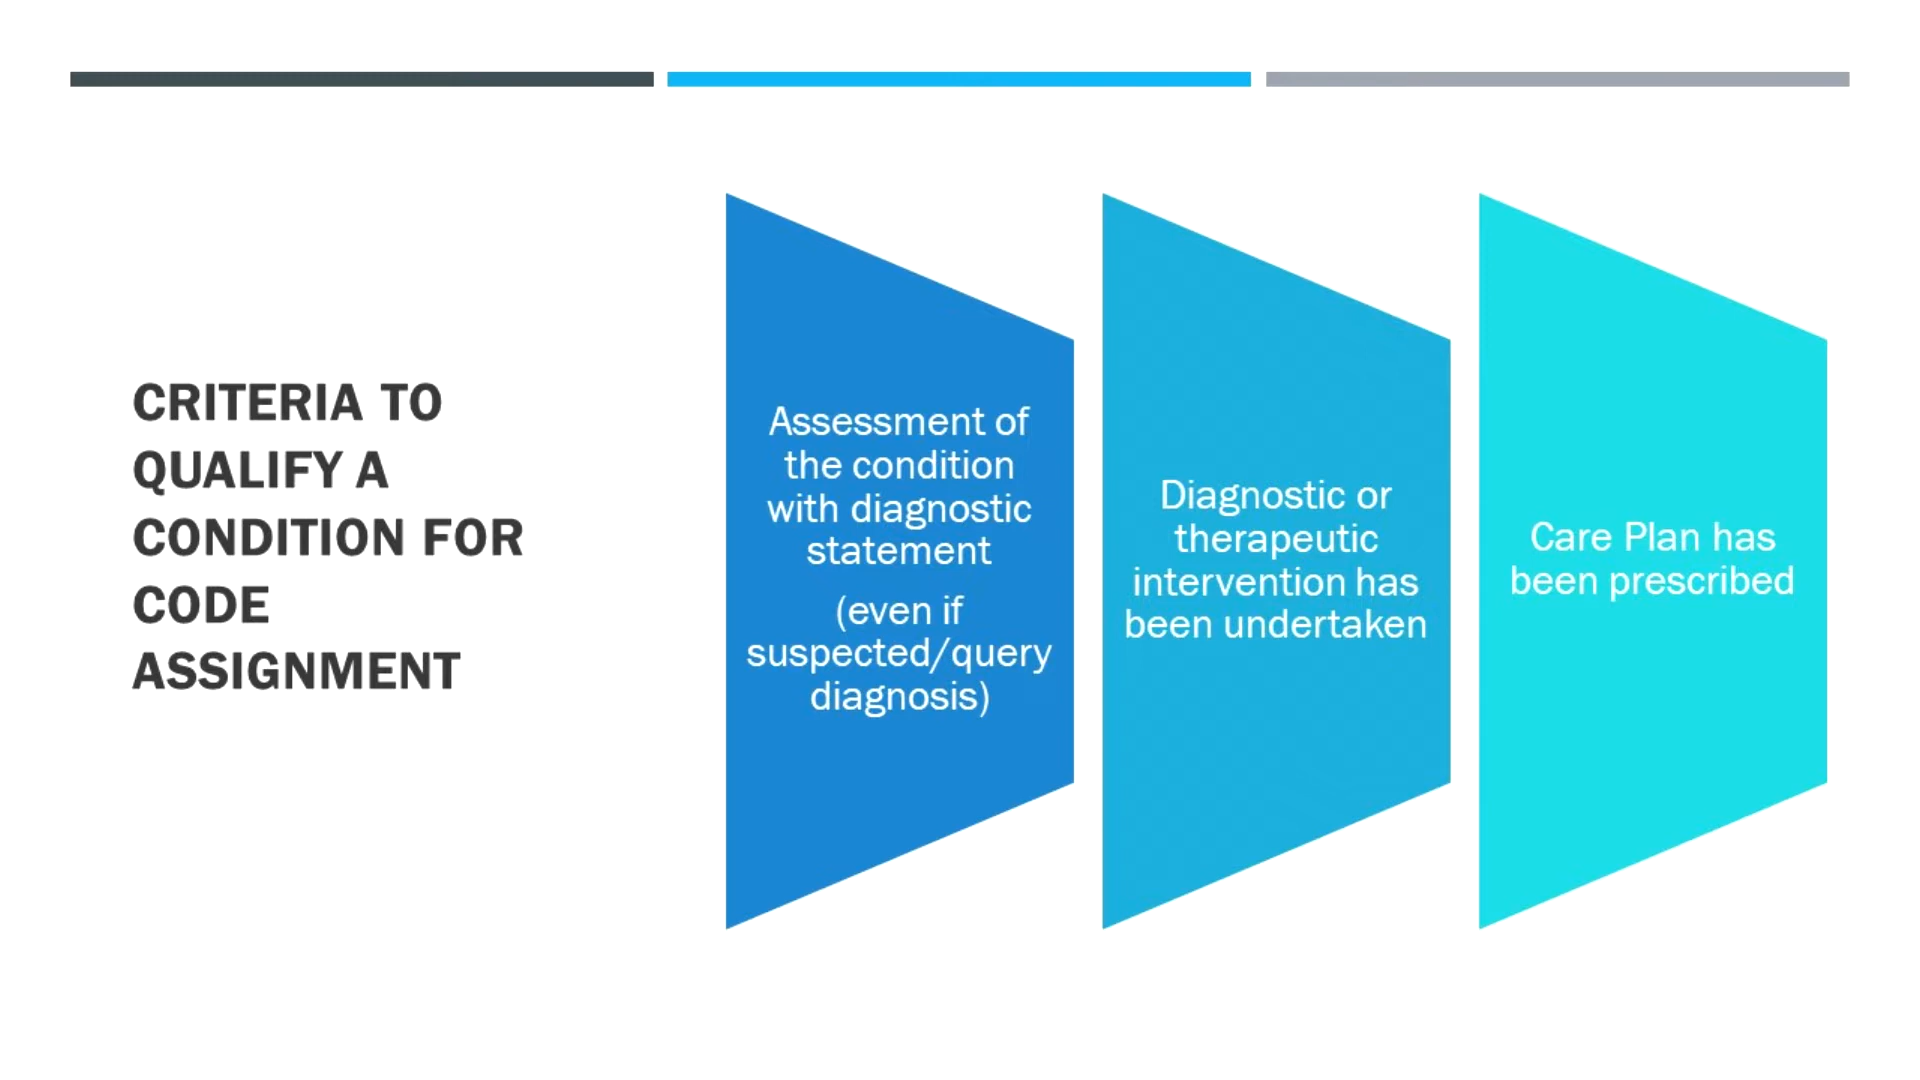 CRITERIA TO
QUALIFY A
CONDITION FOR
CODE
ASSIGNMENT
Assessment of
the condition
with diagnostic
statement
(even if
suspected/query
diagnosis)
Diagnostic or
therapeutic
intervention has
been undertaken
Care Plan has
been prescribed